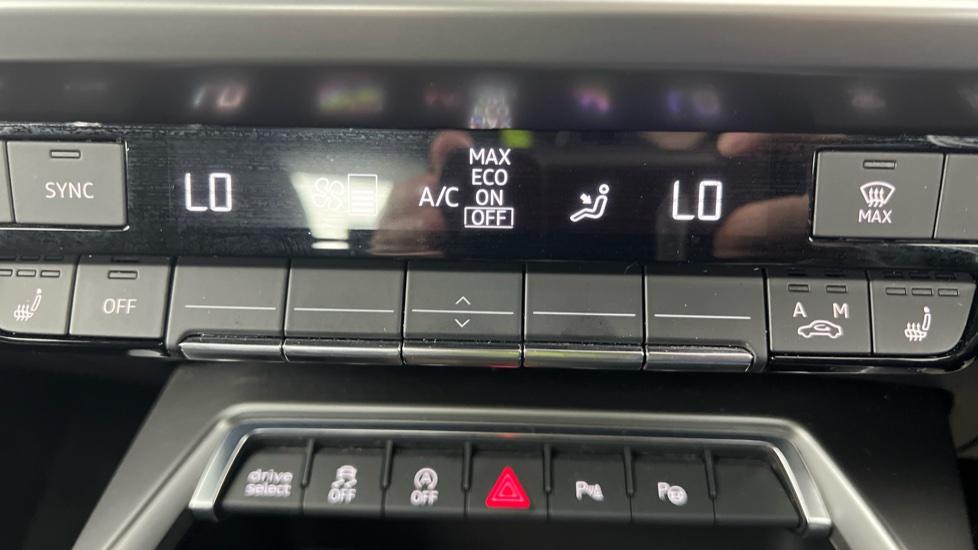 MAX
SYNC LO ECO LO
A/C ON
OFF MAX
OFF A M
drive
select OFF OFF P P